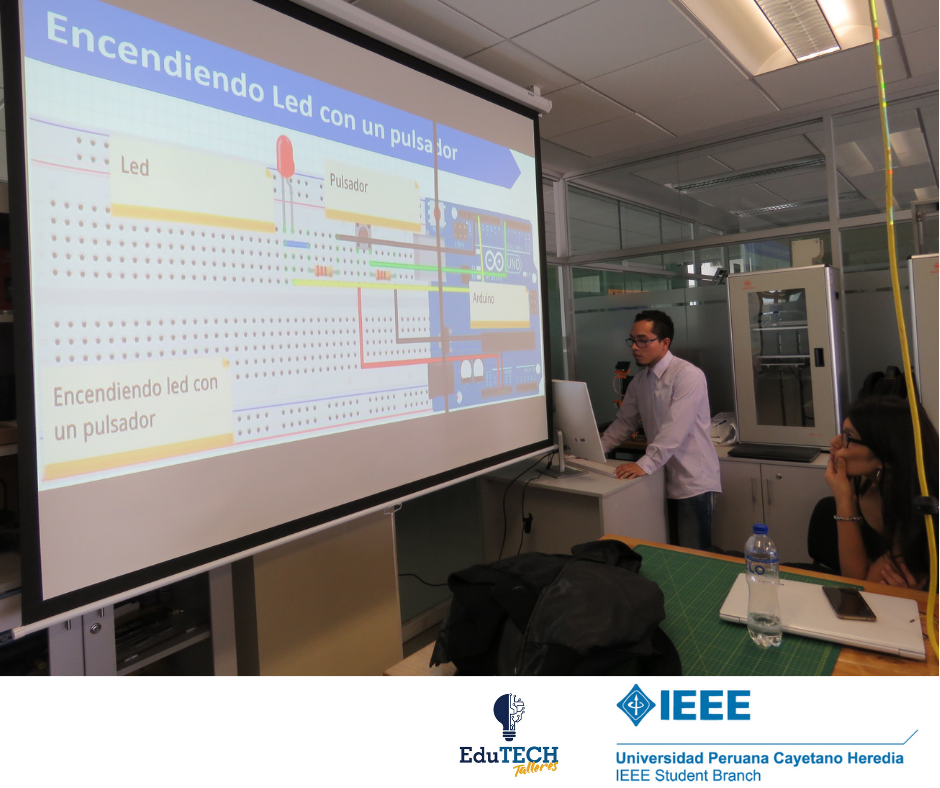 Encendiendo Led con un pulsador
Led
Pulsador
UNO
Arduino
Encendiendo led con
un pulsador
EduTECH
Talleres
IEEE
Universidad Peruana Cayetano Heredia
IEEE Student Branch